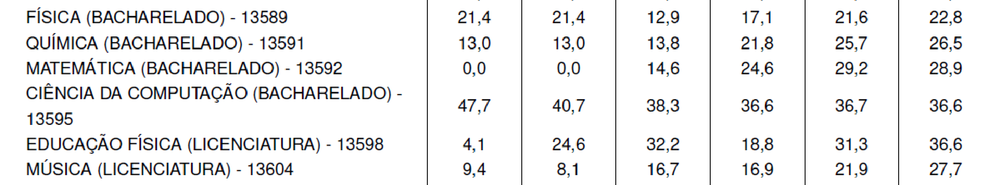 FÍSICA (BACHARELADO) - 13589 21,4 21,4 12,9 17,1 21,6 22,8
QUÍMICA (BACHARELADO) - 13591 13,0 13,0 13,8 21,8 25,7 26,5
MATEMÁTICA (BACHARELADO) - 13592 0,0 0,0 14,6 24,6 29,2 28,9
CIÊNCIA DA COMPUTAÇÃO (BACHARELADO) -
13595 47,7 40,7 38,3 36,6 36,7 36,6
EDUCAÇÃO FÍSICA (LICENCIATURA) - 13598 4,1 24,6 32,2 18,8 31,3 36,6
MÚSICA (LICENCIATURA) - 13604 9,4 8,1 16,7 16,9 21,9 27,7